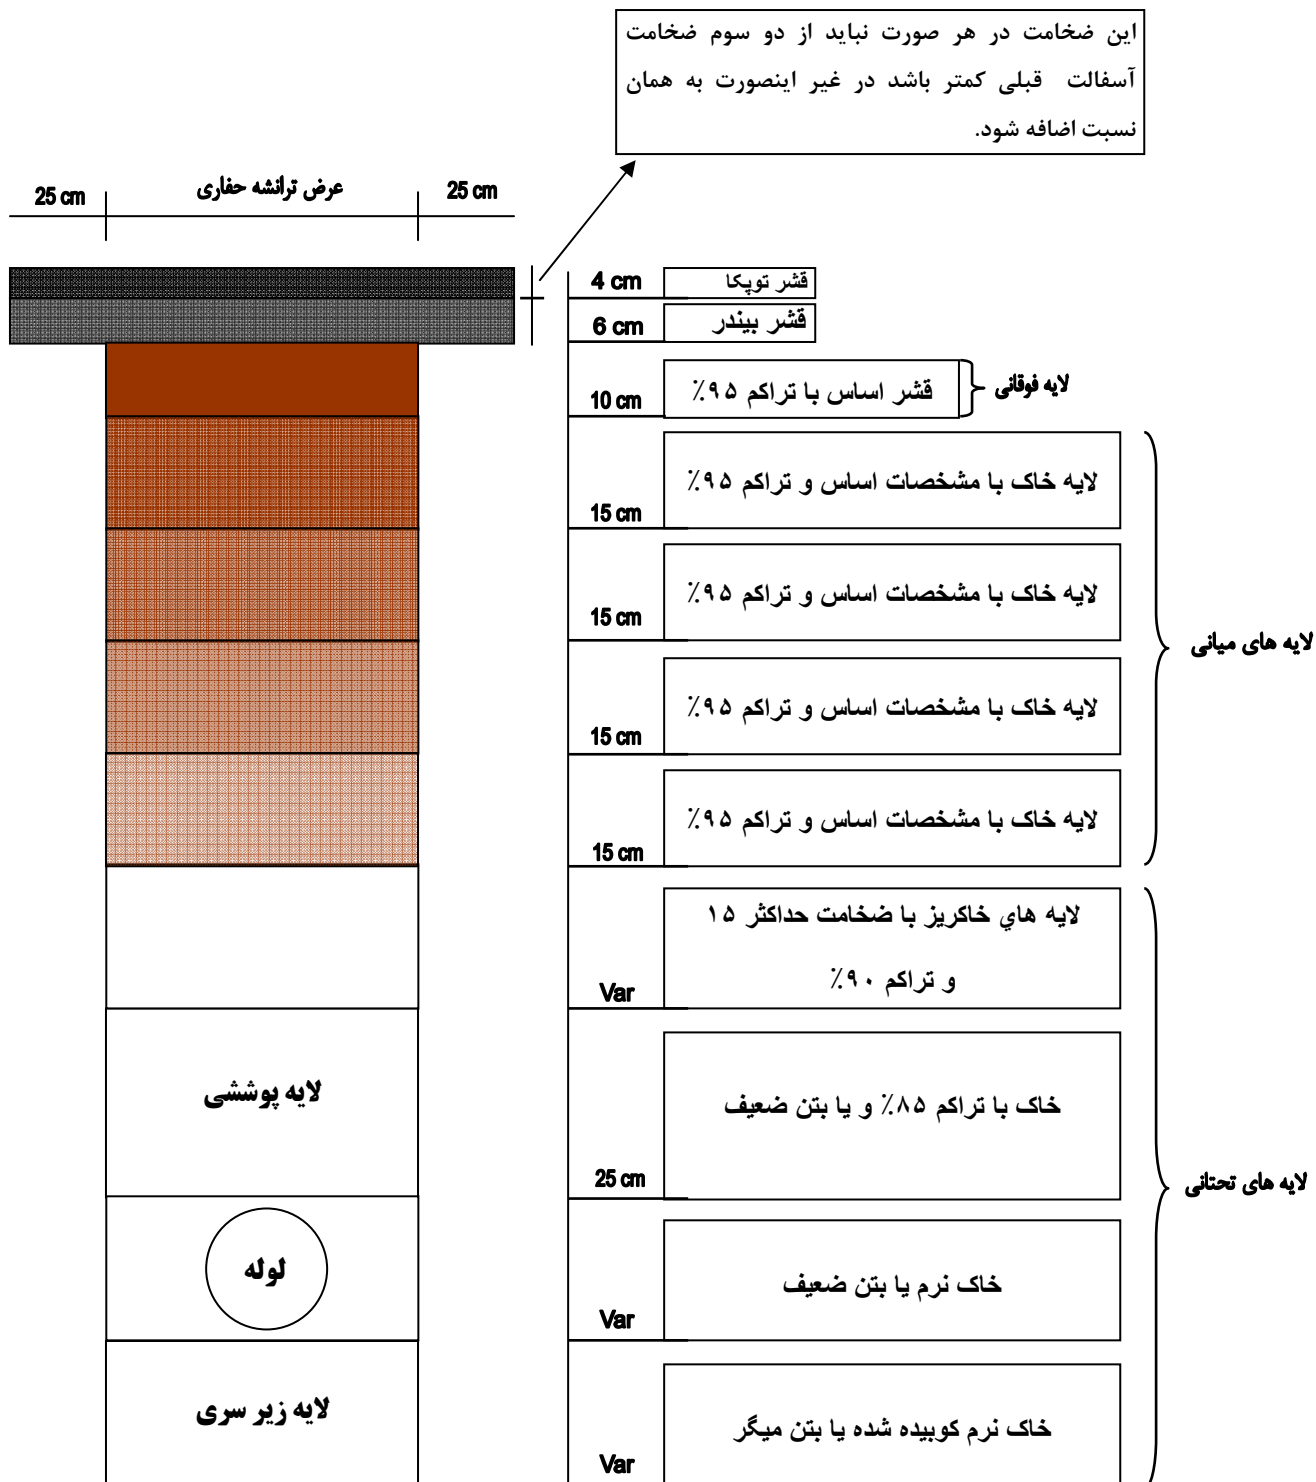 این ضخامت در هر صورت نباید از دو سوم ضخامت
آسفالت قبلی کمتر باشد در غیر اینصورت به همان
نسبت اضافه شود.
25 cm
عرض ترانشه حفاری
25 cm
4 cm
قشر توپکا
6 cm
قشر بیندر
10 cm
قشر اساس با تراکم ۹۵٪
لایه فوقانی
15 cm
لایه خاک با مشخصات اساس و تراکم ۹۵٪
15 cm
لایه خاک با مشخصات اساس و تراکم ۹۵٪
لایه های میانی
15 cm
لایه خاک با مشخصات اساس و تراکم ۹۵٪
15 cm
لایه خاک با مشخصات اساس و تراکم ۹۵٪
لایه هاي خاکریز با ضخامت حداکثر ۱۵
و تراکم ۹۰٪
Var
لایه پوششی
خاک با تراکم ۸۵٪ و یا بتن ضعیف
25 cm
لایه های تحتانی
لوله
خاک نرم یا بتن ضعیف
Var
لایه زیر سری
خاک نرم کوبیده شده یا بتن میگر
Var